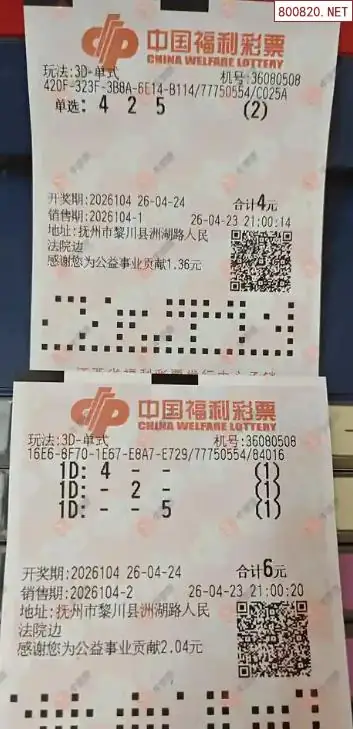 800820.NET
中国福利彩票
CHINA WELFARE LOTTERY
玩法:3D-单式 机号:36080508
420F-323F-3B8A-6E14-B114/77750554/C025A
单选: 4 2 5 (2)
开奖期:2026104 26-04-24 合计4元
销售期:2026104-1 26-04-23 21:00:14
地址:抚州市黎川县洲湖路人民
法院边
感谢您为公益事业贡献1.36元
中国福利彩票
CHINA WELFARE LOTTERY
玩法:3D-单式 机号:36080508
16E6-8F70-1E67-E8A7-E729/77750554/84016
1D: 4 - - (1)
1D: - 2 - (1)
1D: - - 5 (1)
开奖期:2026104 26-04-24 合计6元
销售期:2026104-2 26-04-23 21:00:20
地址:抚州市黎川县洲湖路人民
法院边
感谢您为公益事业贡献2.04元